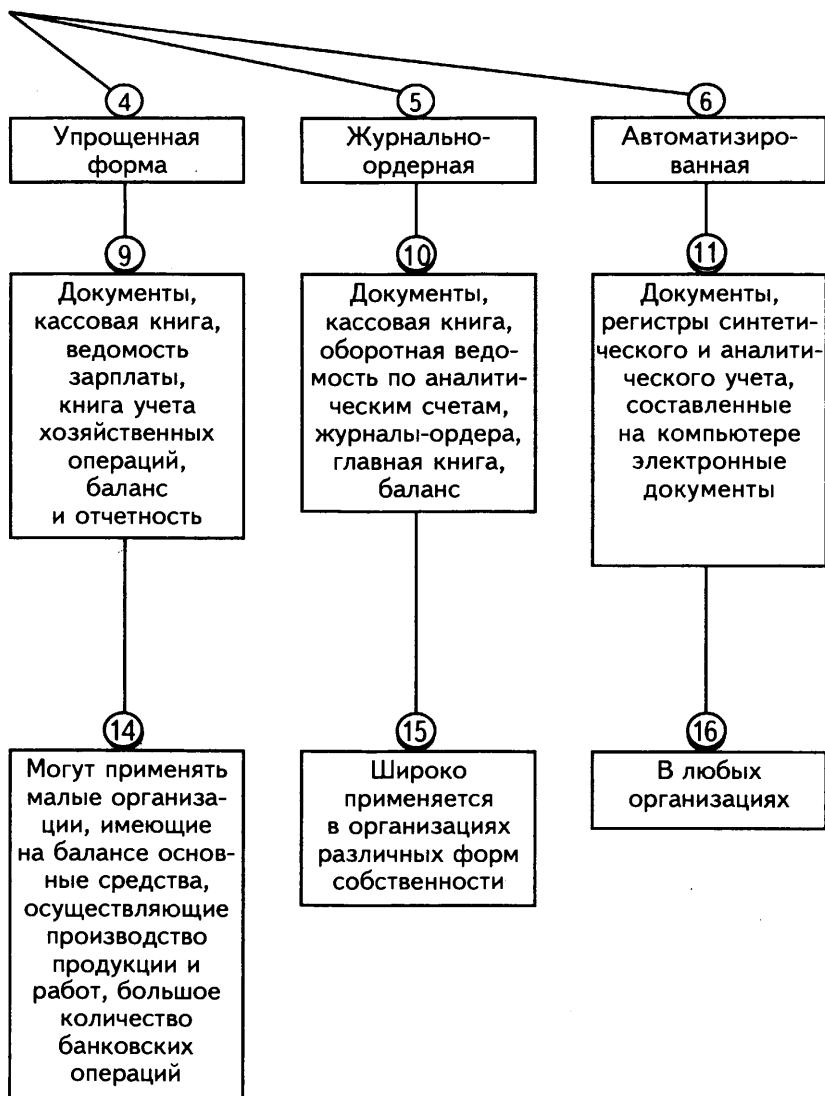 4
5
6
Упрощенная
форма
Журнально-
ордерная
Автоматизиро-
ванная
9
10
11
Документы,
кассовая книга,
ведомость
зарплаты,
книга учета
хозяйственных
операций,
баланс
и отчетность
Документы,
кассовая книга,
оборотная ведо-
мость по аналити-
ческим счетам,
журналы-ордера,
главная книга,
баланс
Документы,
регистры синтети-
ческого и аналити-
ческого учета,
составленные
на компьютере
электронные
документы
14
15
16
Могут применять
малые организа-
ции, имеющие
на балансе основ-
ные средства,
осуществляющие
производство
продукции и
работ, большое
количество
банковских
операций
Широко
применяется
в организациях
различных форм
собственности
В любых
организациях